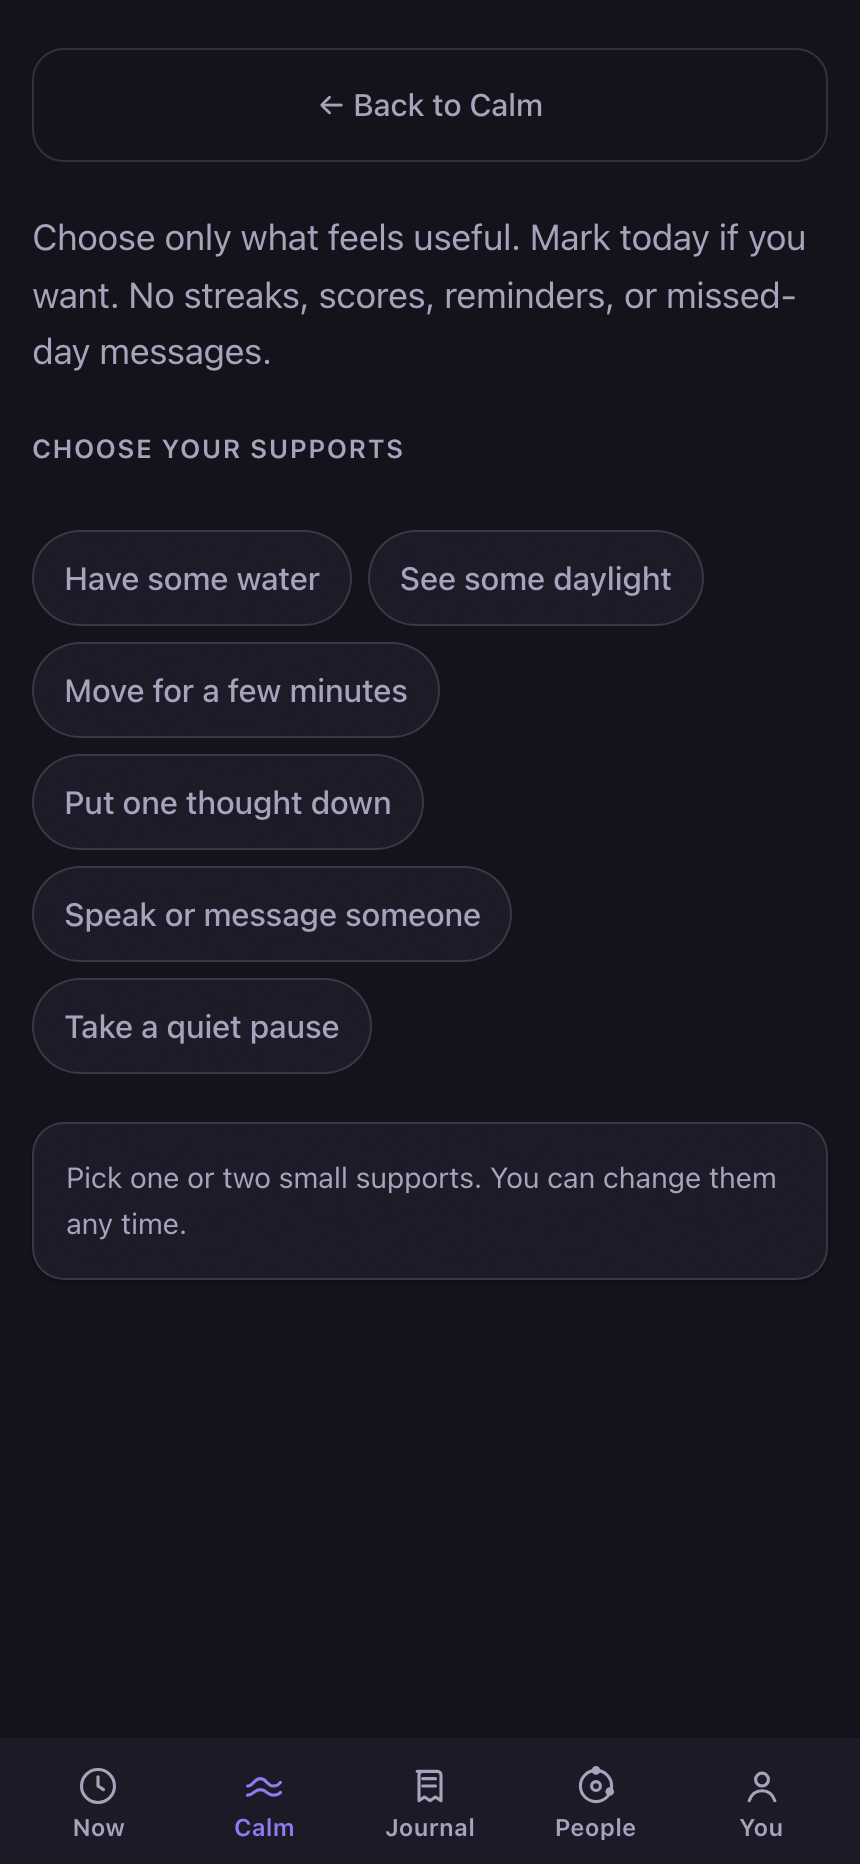 ← Back to Calm
Choose only what feels useful. Mark today if you
want. No streaks, scores, reminders, or missed-
day messages.
CHOOSE YOUR SUPPORTS
Have some water
See some daylight
Move for a few minutes
Put one thought down
Speak or message someone
Take a quiet pause
Pick one or two small supports. You can change them
any time.
Now
Calm
Journal
People
You